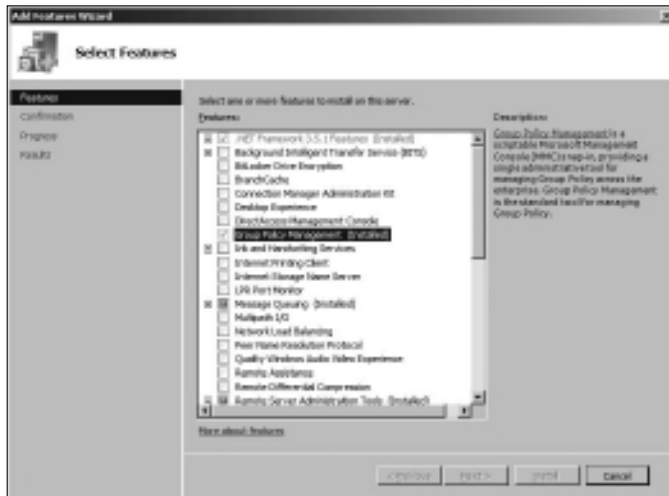 Add Features Wizard
Select Features
Features
Confirmation
Progress
Results
Select one or more features to install on this server.
Features:
.NET Framework 3.5.1 Features (Installed)
Background Intelligent Transfer Service (BITS)
BitLocker Drive Encryption
BranchCache
Connection Manager Administration Kit
Desktop Experience
DirectAccess Management Console
Group Policy Management (Installed)
Ink and Handwriting Services
Internet Printing Client
Internet Storage Name Server
LPR Port Monitor
Message Queuing (Installed)
Multipath I/O
Network Load Balancing
Peer Name Resolution Protocol
Quality Windows Audio Video Experience
Remote Assistance
Remote Differential Compression
Remote Server Administration Tools (Installed)
More about features
Description:
Group Policy Management is a
scriptable Microsoft Management
Console (MMC) snap-in, providing a
single administrative tool for
managing Group Policy across the
enterprise. Group Policy Management
is the standard tool for managing
Group Policy.
< Previous
Next >
Install
Cancel